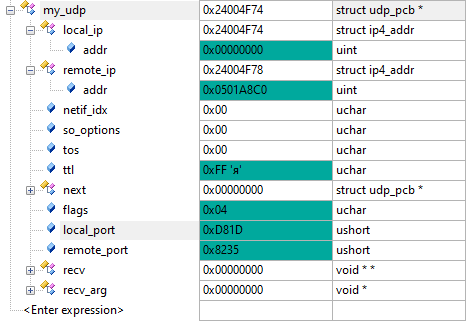 my_udp 0x24004F74 struct udp_pcb *
local_ip 0x24004F74 struct ip4_addr
addr 0x00000000 uint
remote_ip 0x24004F78 struct ip4_addr
addr 0x0501A8C0 uint
netif_idx 0x00 uchar
so_options 0x00 uchar
tos 0x00 uchar
ttl 0xFF 'я' uchar
next 0x00000000 struct udp_pcb *
flags 0x04 uchar
local_port 0xD81D ushort
remote_port 0x8235 ushort
recv 0x00000000 void * *
recv_arg 0x00000000 void *
<Enter expression>